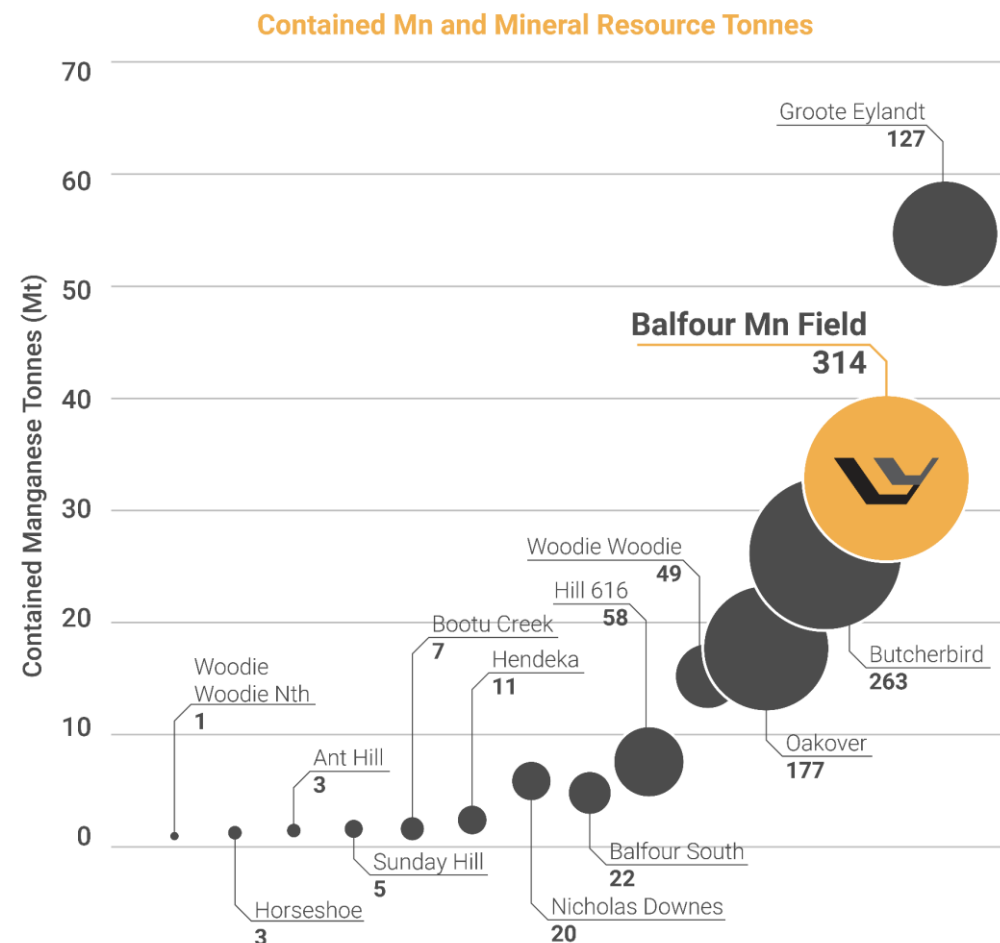 Contained Mn and Mineral Resource Tonnes
Contained Manganese Tonnes (Mt)
70
60
50
40
30
20
10
0
Groote Eylandt
127
Balfour Mn Field
314
Woodie Woodie
49
Hill 616
58
Bootu Creek
7
Hendeka
11
Woodie
Woodie Nth
1
Ant Hill
3
Butcherbird
263
Oakover
177
Sunday Hill
5
Balfour South
22
Horseshoe
3
Nicholas Downes
20